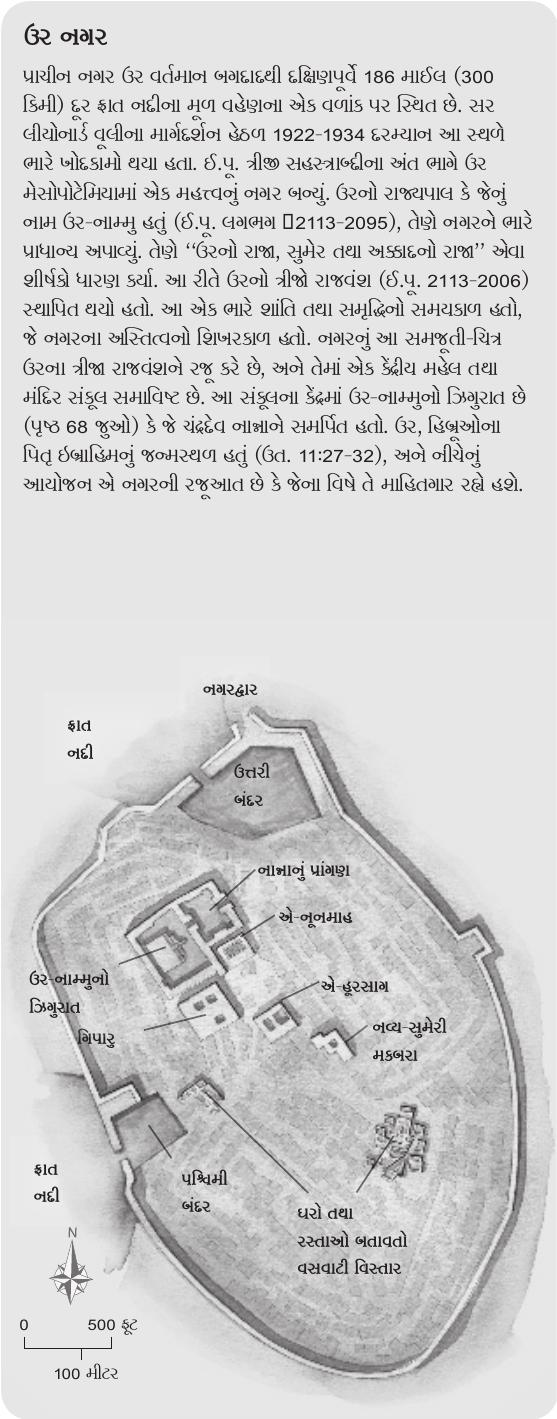 ઉર નગર
પ્રાચીન નગર ઉર વર્તમાન બગદાદથી દક્ષિણપૂર્વે 186 માઈલ (300
કિમી) દૂર ફ્રાત નદીના મૂળ વહેણના એક વળાંક પર સ્થિત છે. સર
લીયોનાર્ડ વૂલીના માર્ગદર્શન હેઠળ 1922-1934 દરમ્યાન આ સ્થળે
ભારે ખોદકામો થયા હતા. ઈ.પૂ. ત્રીજી સહસ્ત્રાબ્દીના અંત ભાગે ઉર
મેસોપોટેમિયામાં એક મહત્ત્વનું નગર બન્યું. ઉરનો રાજ્યપાલ કે જેનું
નામ ઉર-નામ્મુ હતું (ઈ.પૂ. લગભગ 2113-2095), તેણે નગરને ભારે
પ્રાધાન્ય અપાવ્યું. તેણે “ઉરનો રાજા, સુમેર તથા અક્કાદનો રાજા” એવા
શીર્ષકો ધારણ કર્યા. આ રીતે ઉરનો ત્રીજો રાજવંશ (ઈ.પૂ. 2113-2006)
સ્થાપિત થયો હતો. આ એક ભારે શાંતિ તથા સમૃદ્ધિનો સમયકાળ હતો,
જે નગરના અસ્તિત્વનો શિખરકાળ હતો. નગરનું આ સમજૂતી-ચિત્ર
ઉરના ત્રીજા રાજવંશને રજૂ કરે છે, અને તેમાં એક કેંદ્રીય મહેલ તથા
મંદિર સંકૂલ સમાવિષ્ટ છે. આ સંકૂલના કેંદ્રમાં ઉર-નામ્મુનો ઝિગુરાત છે
(પૃષ્ઠ 68 જુઓ) કે જે ચંદ્રદેવ નાન્નાને સમર્પિત હતો. ઉર, હિબ્રૂઓના
પિતૃ ઇબ્રાહિમનું જન્મસ્થળ હતું (ઉત. 11:27-32), અને નીચેનું
આયોજન એ નગરની રજૂઆત છે કે જેના વિષે તે માહિતગાર રહ્યે હશે.
નગરદ્વાર
ફ્રાત
નદી
ઉત્તરી
બંદર
નાન્નાનું પ્રાંગણ
એ-નૂનમાહ
ઉર-નામ્મુનો
ઝિગુરાત
એ-હૂરસાગ
ગિપારુ
નવ્ય-સુમેરી
મકબરા
ફ્રાત
નદી
પશ્ચિમી
બંદર
ઘરો તથા
રસ્તાઓ બતાવતો
વસવાટી વિસ્તાર
N
0 500 ફૂટ
100 મીટર